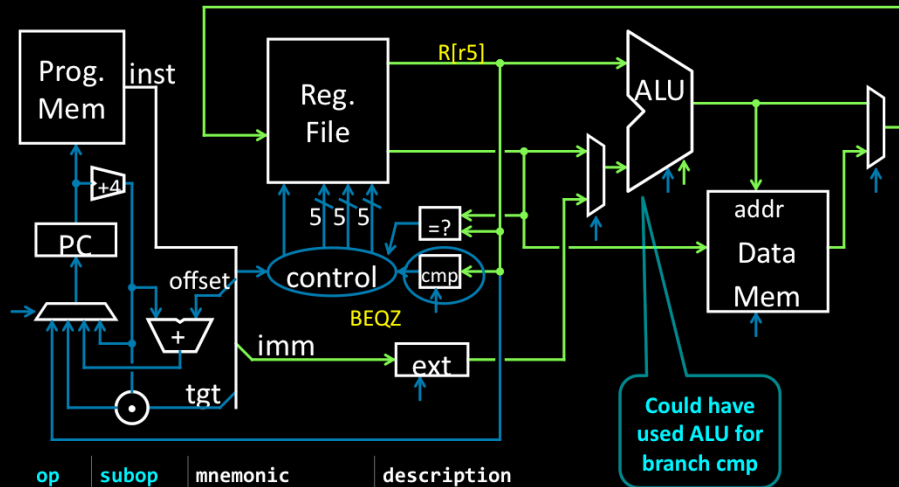 R[r5]
Prog.
Mem
inst
Reg.
File
ALU
+4
5 5 5
=?
addr
Data
Mem
PC
control
cmp
offset
BEQZ
+
imm
ext
tgt
Could have
used ALU for
branch cmp
op subop mnemonic description